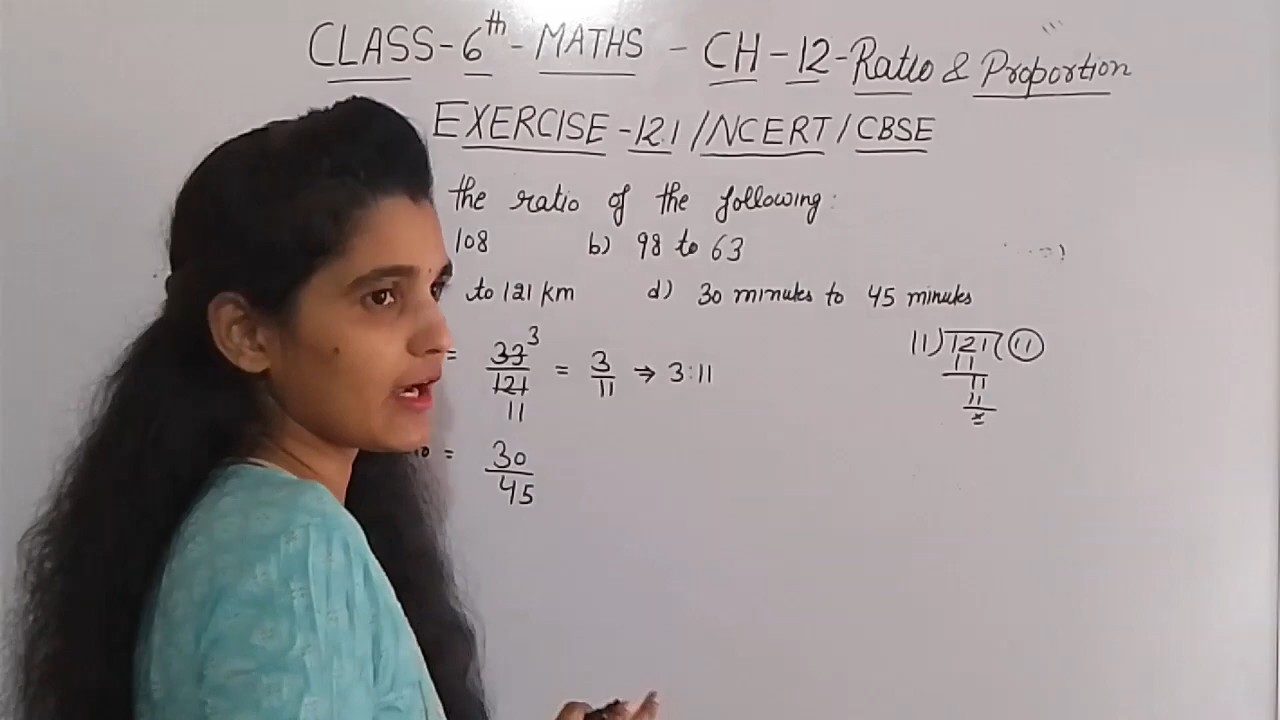 CLASS-6th-MATHS - CH-12-Ratio & Proportion
EXERCISE-12.1/NCERT/CBSE
the ratio of the following:
108 b) 98 to 63
to 121 km d) 30 minutes to 45 minutes
= 33/121 3 11 = 3/11 → 3:11
11)121(11
11
11
11
×
= 30/45